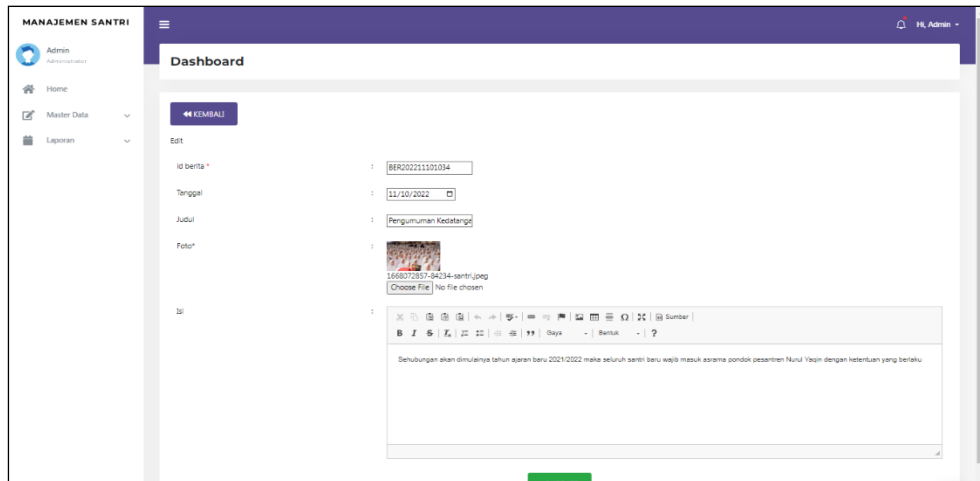 MANAJEMEN SANTRI
Hi, Admin
Admin
Administrator
Dashboard
Home
Master Data
Laporan
KEMBALI
Edit
Id berita * : BER202211101034
Tanggal : 11/10/2022
Judul : Pengumuman Kedatange
Foto* :
1668072857-84234-santri.jpeg
Choose File No file chosen
Isi :
Sumber
B I S Ix Gaya Bentuk ?
Sehubungan akan dimulainya tahun ajaran baru 2021/2022 maka seluruh santri baru wajib masuk asrama pondok pesantren Nurul Yaqin dengan ketentuan yang berlaku